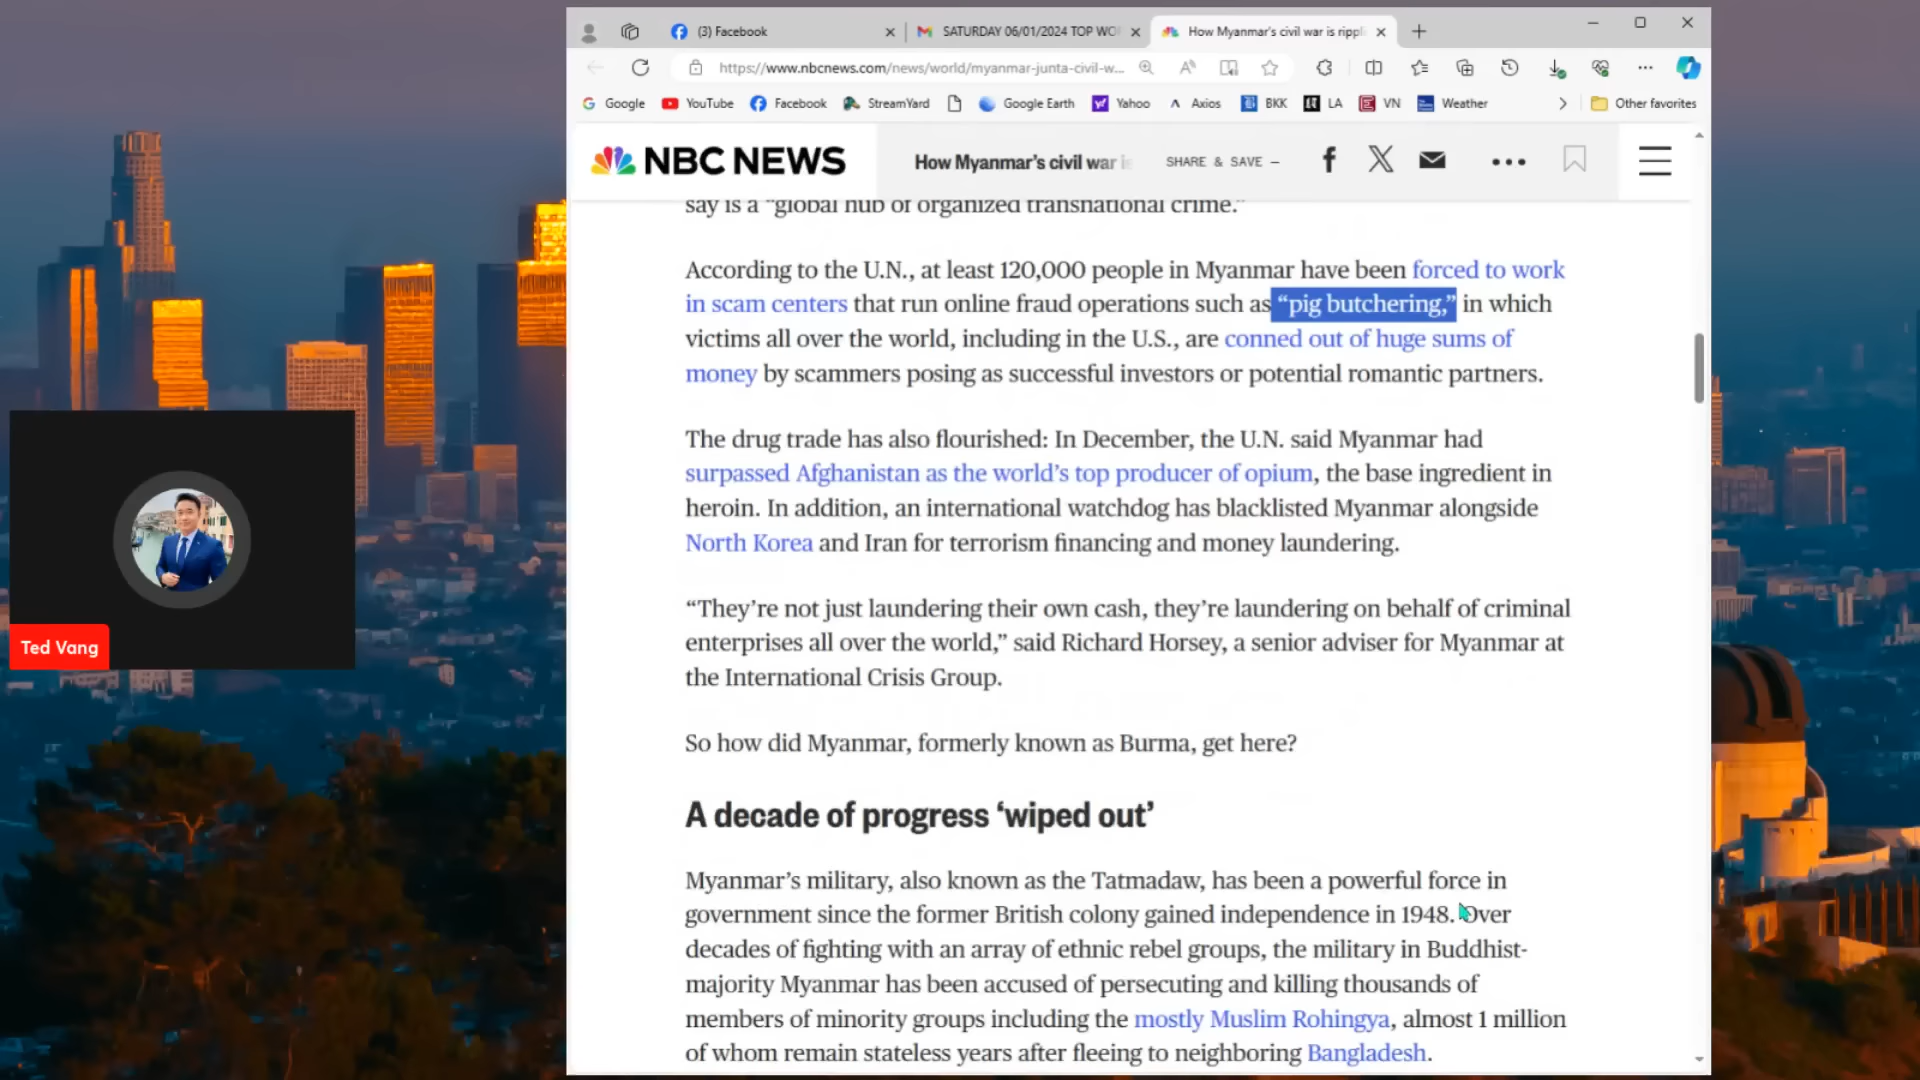 (3) Facebook
SATURDAY 06/01/2024 TOP WO
How Myanmar's civil war is rippl
https://www.nbcnews.com/news/world/myanmar-junta-civil-w...
Google
YouTube
Facebook
StreamYard
Google Earth
Yahoo
Axios
BKK
LA
VN
Weather
Other favorites
NBC NEWS
How Myanmar's civil war is
SHARE & SAVE –
say is a “global hub of organized transnational crime.”
According to the U.N., at least 120,000 people in Myanmar have been forced to work
in scam centers that run online fraud operations such as “pig butchering,” in which
victims all over the world, including in the U.S., are conned out of huge sums of
money by scammers posing as successful investors or potential romantic partners.
The drug trade has also flourished: In December, the U.N. said Myanmar had
surpassed Afghanistan as the world’s top producer of opium, the base ingredient in
heroin. In addition, an international watchdog has blacklisted Myanmar alongside
North Korea and Iran for terrorism financing and money laundering.
“They’re not just laundering their own cash, they’re laundering on behalf of criminal
enterprises all over the world,” said Richard Horsey, a senior adviser for Myanmar at
the International Crisis Group.
So how did Myanmar, formerly known as Burma, get here?
A decade of progress ‘wiped out’
Myanmar’s military, also known as the Tatmadaw, has been a powerful force in
government since the former British colony gained independence in 1948. Over
decades of fighting with an array of ethnic rebel groups, the military in Buddhist-
majority Myanmar has been accused of persecuting and killing thousands of
members of minority groups including the mostly Muslim Rohingya, almost 1 million
of whom remain stateless years after fleeing to neighboring Bangladesh.
Ted Vang